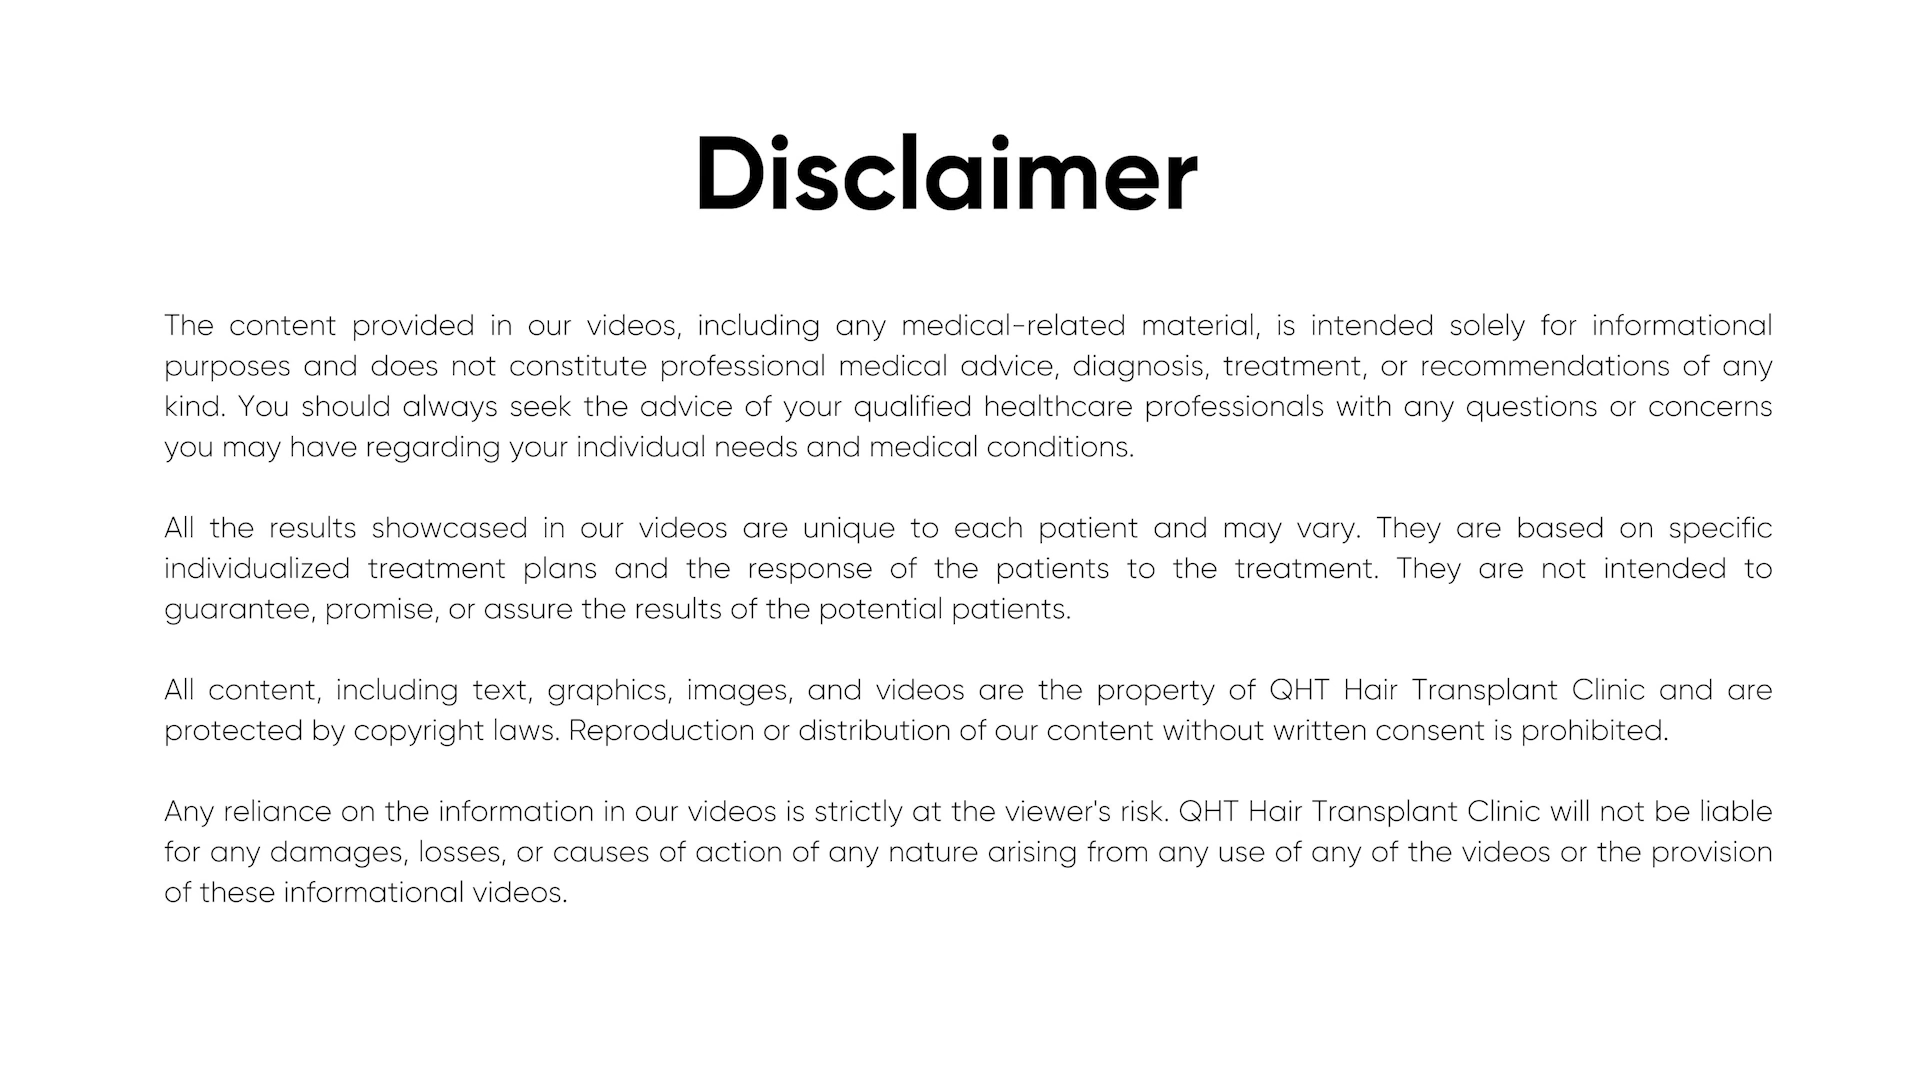 Disclaimer
The content provided in our videos, including any medical-related material, is intended solely for informational
purposes and does not constitute professional medical advice, diagnosis, treatment, or recommendations of any
kind. You should always seek the advice of your qualified healthcare professionals with any questions or concerns
you may have regarding your individual needs and medical conditions.
All the results showcased in our videos are unique to each patient and may vary. They are based on specific
individualized treatment plans and the response of the patients to the treatment. They are not intended to
guarantee, promise, or assure the results of the potential patients.
All content, including text, graphics, images, and videos are the property of QHT Hair Transplant Clinic and are
protected by copyright laws. Reproduction or distribution of our content without written consent is prohibited.
Any reliance on the information in our videos is strictly at the viewer's risk. QHT Hair Transplant Clinic will not be liable
for any damages, losses, or causes of action of any nature arising from any use of any of the videos or the provision
of these informational videos.